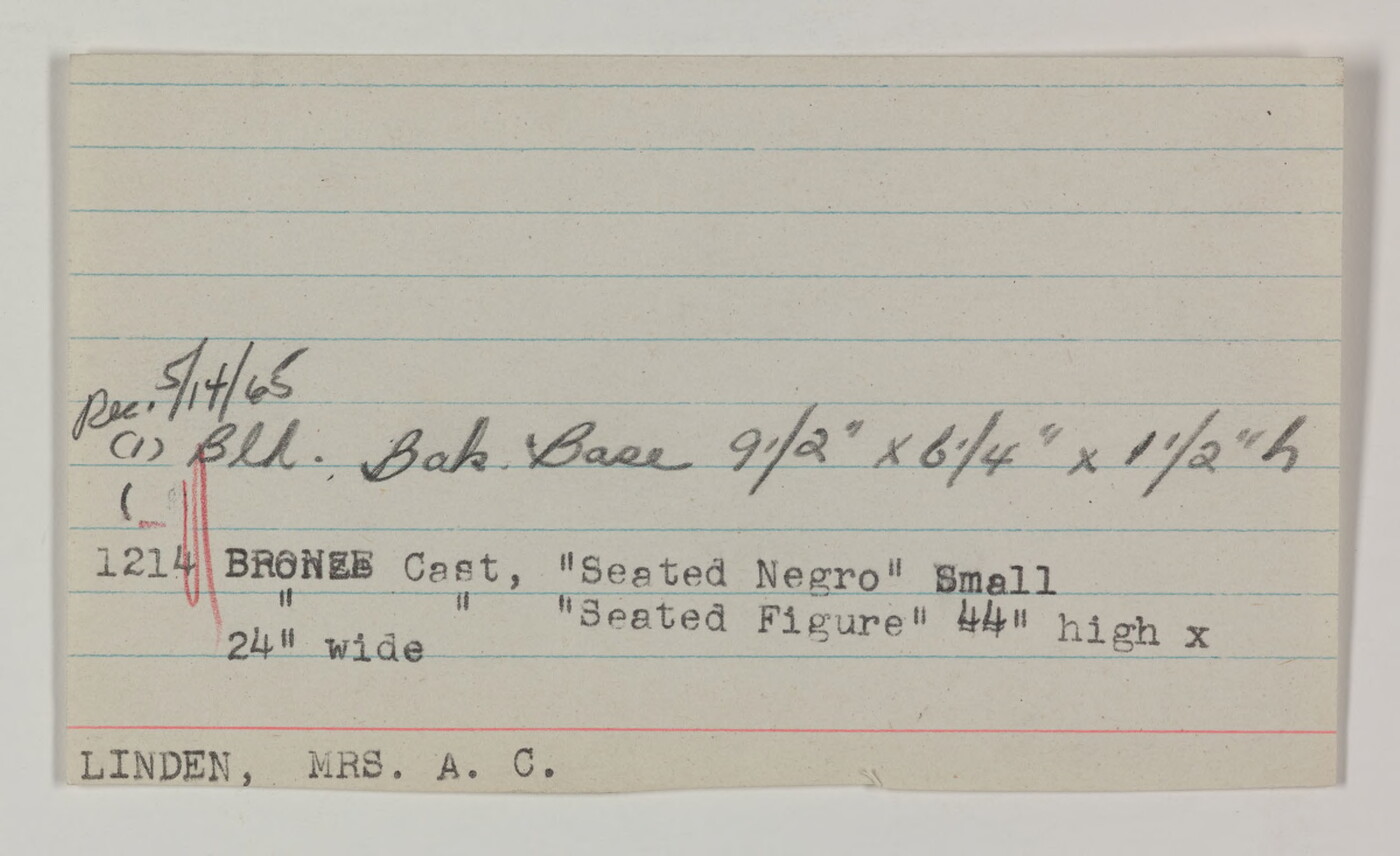 Rec. 5/14/65
(1) Blk. Bak. Base 9 1/2" x 6 1/4" x 1 1/2" h
(
1214 BRONZE Cast, "Seated Negro" Small
" " "Seated Figure" 44" high x
24" wide
LINDEN, MRS. A. C.